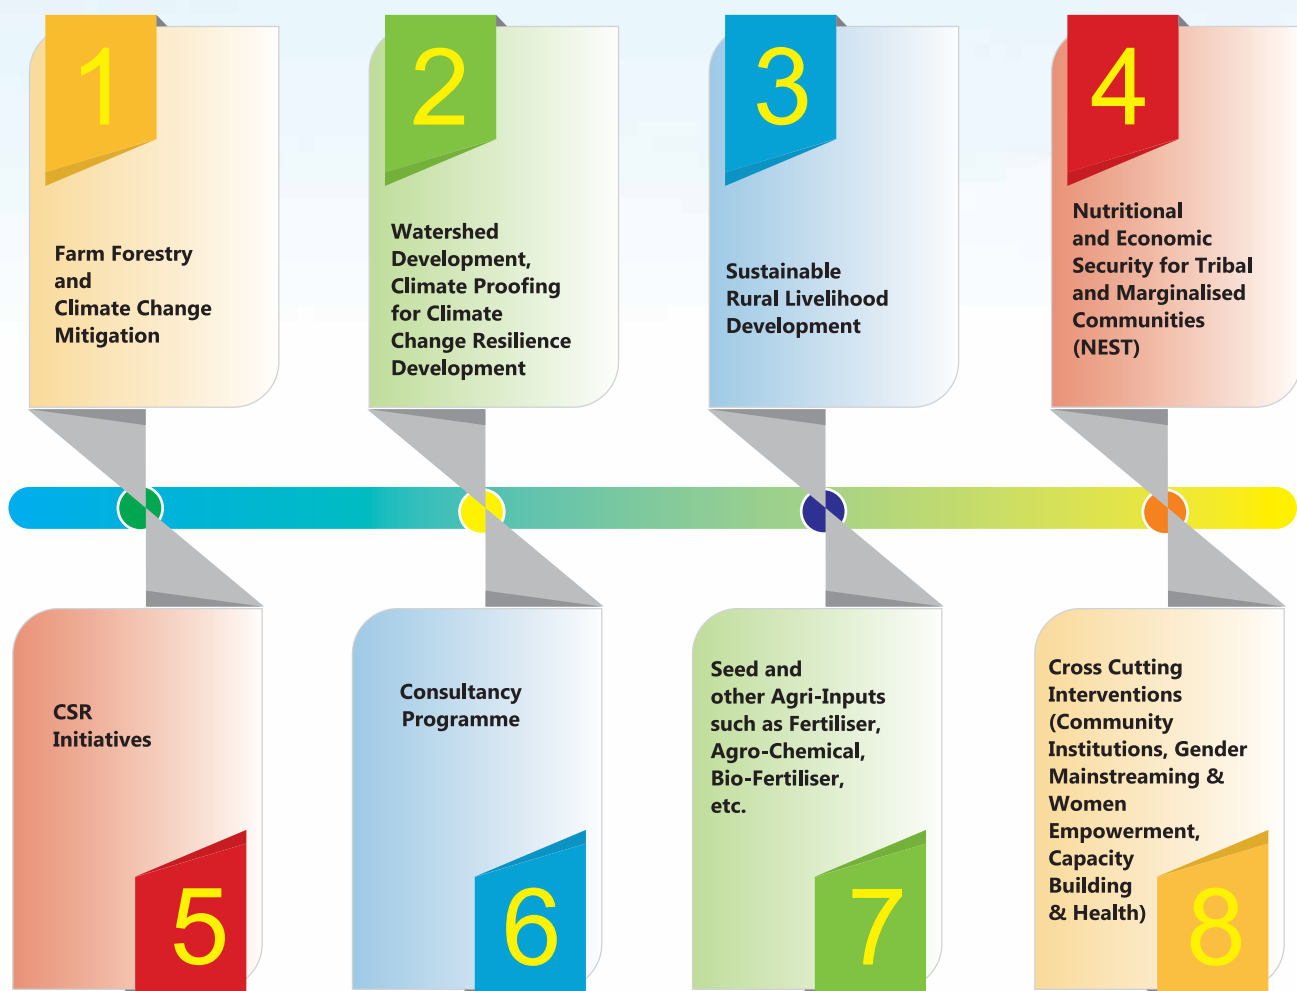 1
Farm Forestry
and
Climate Change
Mitigation
2
Watershed
Development,
Climate Proofing
for Climate
Change Resilience
Development
3
Sustainable
Rural Livelihood
Development
4
Nutritional
and Economic
Security for Tribal
and Marginalised
Communities
(NEST)
CSR
Initiatives
5
Consultancy
Programme
6
Seed and
other Agri-Inputs
such as Fertiliser,
Agro-Chemical,
Bio-Fertiliser,
etc.
7
Cross Cutting
Interventions
(Community
Institutions, Gender
Mainstreaming &
Women
Empowerment,
Capacity
Building
& Health)
8